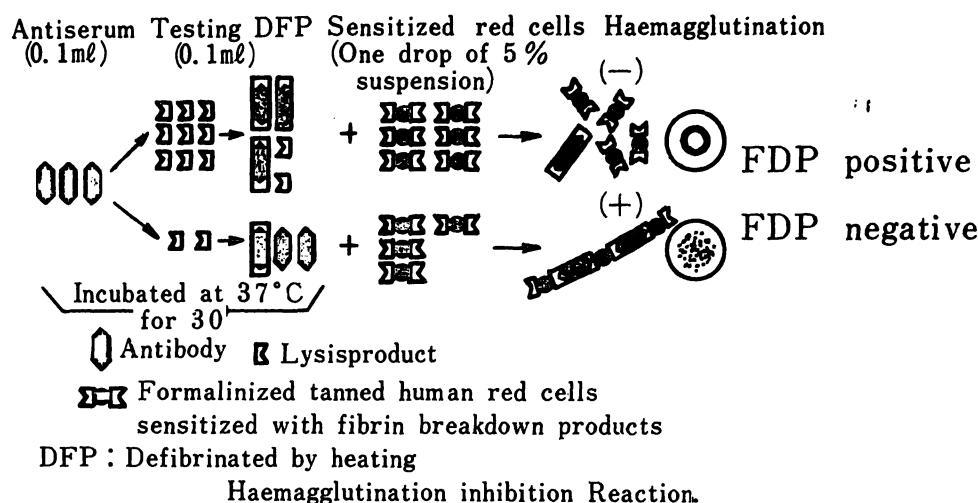 Antiserum Testing DFP Sensitized red cells Haemagglutination
(0.1mℓ) (0.1mℓ) (One drop of 5%
suspension)
(−)
FDP positive
(+)
FDP negative
Incubated at 37°C
for 30'
Antibody Lysisproduct
Formalinized tanned human red cells
sensitized with fibrin breakdown products
DFP : Defibrinated by heating
Haemagglutination inhibition Reaction.